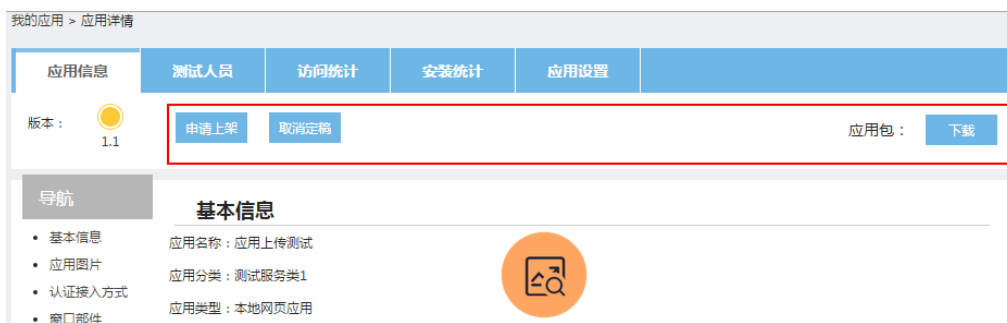 我的应用 > 应用详情
应用信息 测试人员 访问统计 安装统计 应用设置
版本：
1.1
申请上架 取消定稿 应用包： 下载
导航
• 基本信息
• 应用图片
• 认证接入方式
• 窗口部件
基本信息
应用名称：应用上传测试
应用分类：测试服务类1
应用类型：本地网页应用